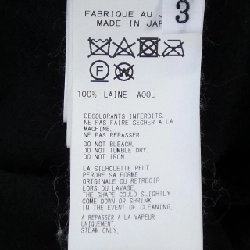 FABRIQUE AU J
MADE IN JAP
3
100% LAINE WOOL
DECOLORANTS INTERDITS.
NE PAS FAIRE SECHER A LA
MACHINE.
NE PAS REPASSER.
DO NOT BLEACH.
DO NOT TUMBLE DRY
DO NOT IRON.
LA SILHOUETTE PEUT
PERDRE SA FORME
ORIGINALE OU RETRECIR
LORS DU LAVAGE.
THE SHAPE COULD SLIGHTLY
COME DOWN OR SHRINK
IN THE EVENT OF CLEANING.
A REPASSER A LA VAPEUR
UNIQUEMENT.
STEAM ONLY.